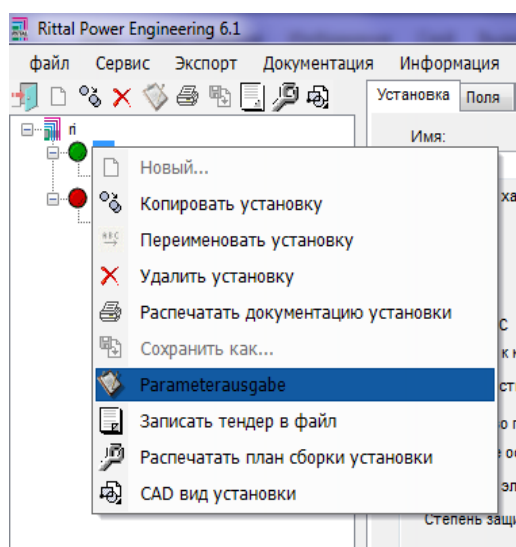 Rittal Power Engineering 6.1
файл Сервис Экспорт Документация Информация
Установка Поля
ri
Имя:
Новый...
Копировать установку
Переименовать установку
Удалить установку
Распечатать документацию установки
Сохранить как...
Parameterausgabe
Записать тендер в файл
Распечатать план сборки установки
CAD вид установки
Степень защи